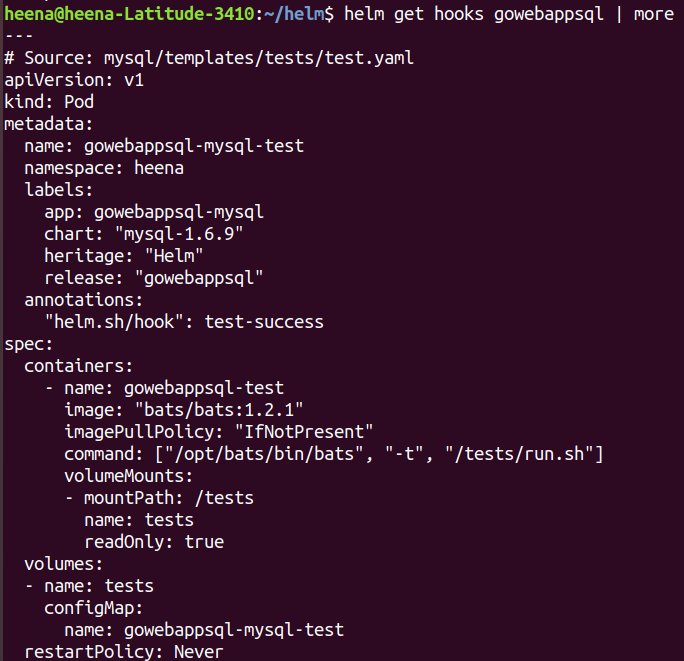 heena@heena-Latitude-3410:~/helm$ helm get hooks gowebappsql | more
---
# Source: mysql/templates/tests/test.yaml
apiVersion: v1
kind: Pod
metadata:
  name: gowebappsql-mysql-test
  namespace: heena
  labels:
    app: gowebappsql-mysql
    chart: "mysql-1.6.9"
    heritage: "Helm"
    release: "gowebappsql"
  annotations:
    "helm.sh/hook": test-success
spec:
  containers:
    - name: gowebappsql-test
      image: "bats/bats:1.2.1"
      imagePullPolicy: "IfNotPresent"
      command: ["/opt/bats/bin/bats", "-t", "/tests/run.sh"]
      volumeMounts:
      - mountPath: /tests
        name: tests
        readOnly: true
  volumes:
  - name: tests
    configMap:
      name: gowebappsql-mysql-test
  restartPolicy: Never